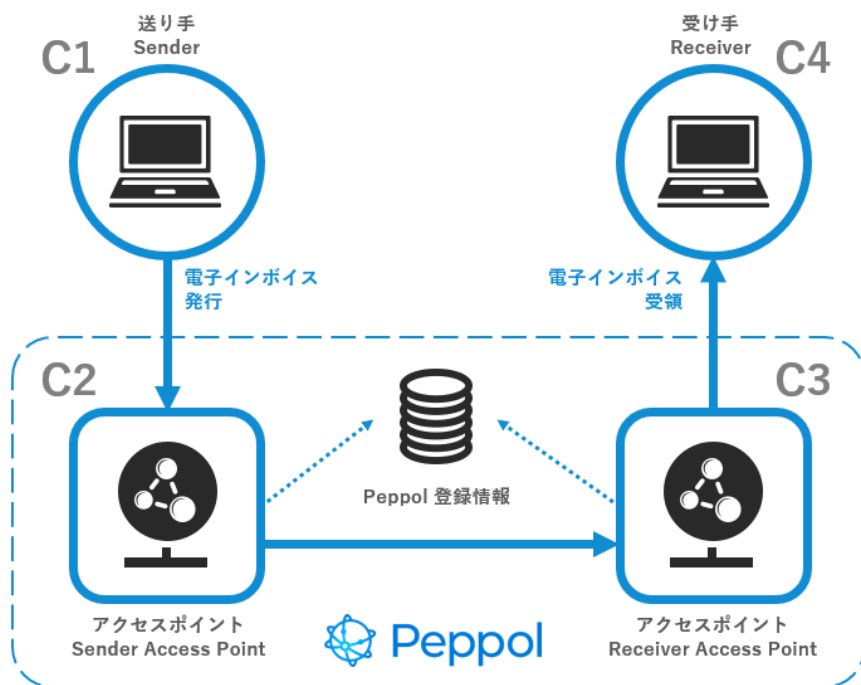 送り手
Sender
C1
受け手
Receiver
C4
電子インボイス
発行
電子インボイス
受領
C2
C3
Peppol 登録情報
アクセスポイント
Sender Access Point
Peppol
アクセスポイント
Receiver Access Point